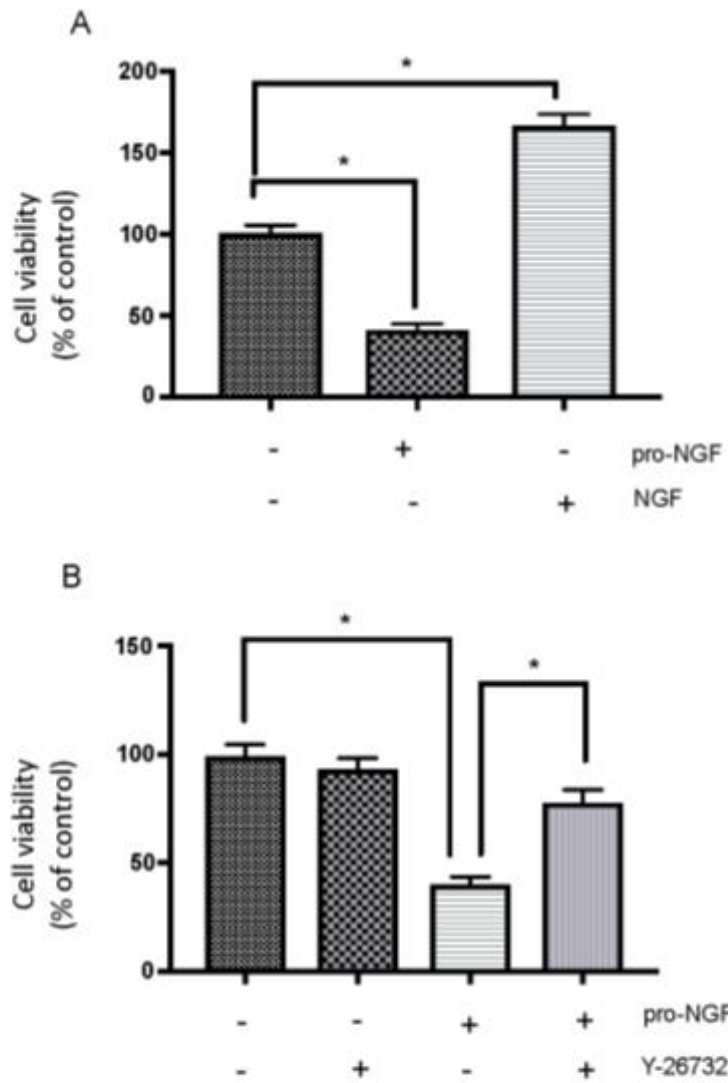 A
*
*
200
150
100
50
0
Cell viability
(% of control)
- + - pro-NGF
- - + NGF
B
*
*
150
100
50
0
Cell viability
(% of control)
- - + + pro-NGF
- + - + Y-26732